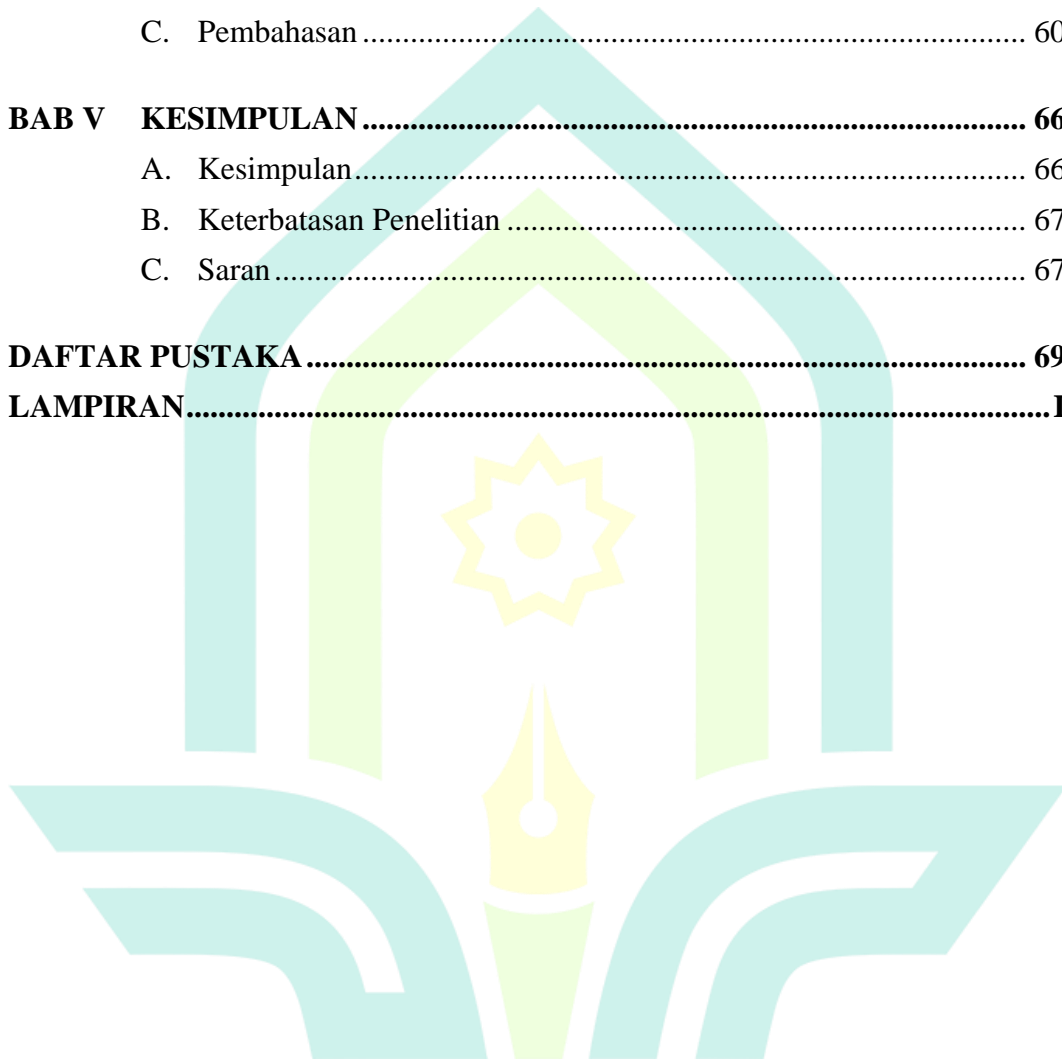 C. Pembahasan ........................................................................................ 60
BAB V KESIMPULAN ........................................................................................ 66
A. Kesimpulan ........................................................................................ 66
B. Keterbatasan Penelitian ........................................................................ 67
C. Saran ........................................................................................ 67
DAFTAR PUSTAKA ........................................................................................ 69
LAMPIRAN ........................................................................................ I